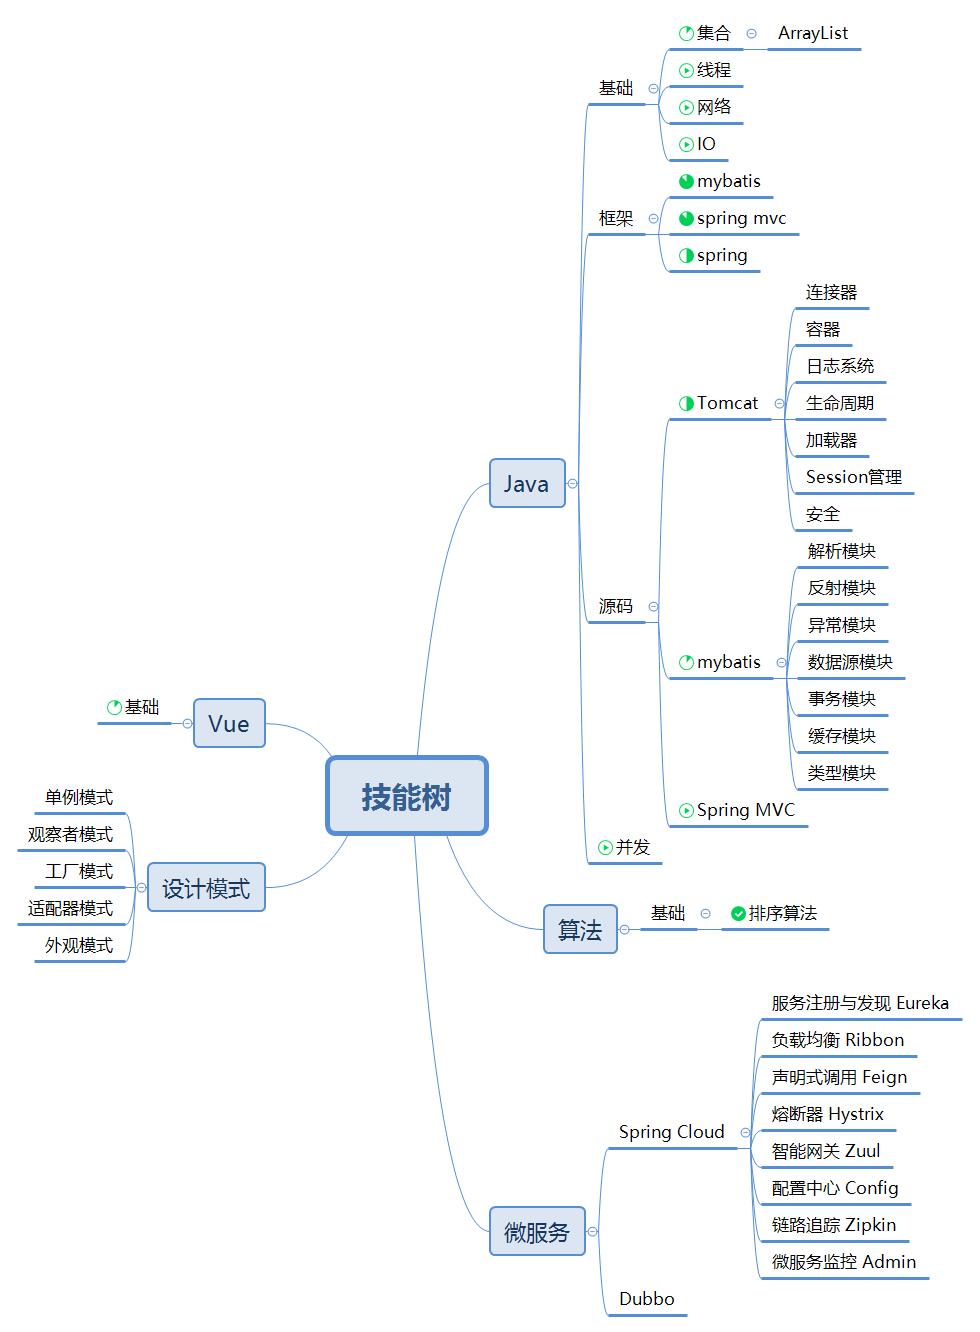 技能树
Java
基础
集合
ArrayList
线程
网络
IO
框架
mybatis
spring mvc
spring
源码
Tomcat
连接器
容器
日志系统
生命周期
加载器
Session管理
安全
mybatis
解析模块
反射模块
异常模块
数据源模块
事务模块
缓存模块
类型模块
Spring MVC
并发
算法
基础
排序算法
微服务
Spring Cloud
服务注册与发现 Eureka
负载均衡 Ribbon
声明式调用 Feign
熔断器 Hystrix
智能网关 Zuul
配置中心 Config
链路追踪 Zipkin
微服务监控 Admin
Dubbo
Vue
基础
设计模式
单例模式
观察者模式
工厂模式
适配器模式
外观模式